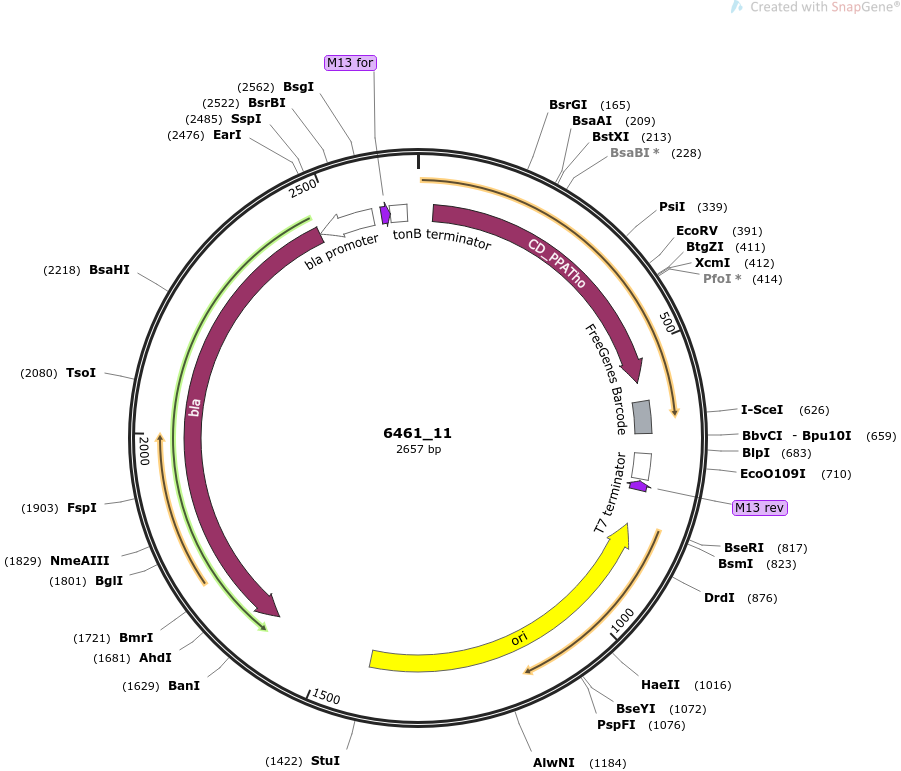 Created with SnapGene®
M13 for
(2562) BsgI
(2522) BsrBI
(2485) SspI
(2476) EarI
BsrGI (165)
BsaAI (209)
BstXI (213)
BsaBI * (228)
PsiI (339)
EcoRV (391)
BtgZI (411)
XcmI (412)
PfoI * (414)
2500
bla promoter
tonB terminator
CD_PPATho
500
(2218) BsaHI
FreeGenes Barcode
(2080) TsoI
bla
2000
6461_11
2657 bp
I-SceI (626)
BbvCI - Bpu10I (659)
BlpI (683)
EcoO109I (710)
T7 terminator
M13 rev
(1903) FspI
(1829) NmeAIII
(1801) BglI
BseRI (817)
BsmI (823)
DrdI (876)
(1721) BmrI
(1681) AhdI
(1629) BanI
1000
ori
1500
HaeII (1016)
BseYI (1072)
PspFI (1076)
(1422) StuI
AlwNI (1184)